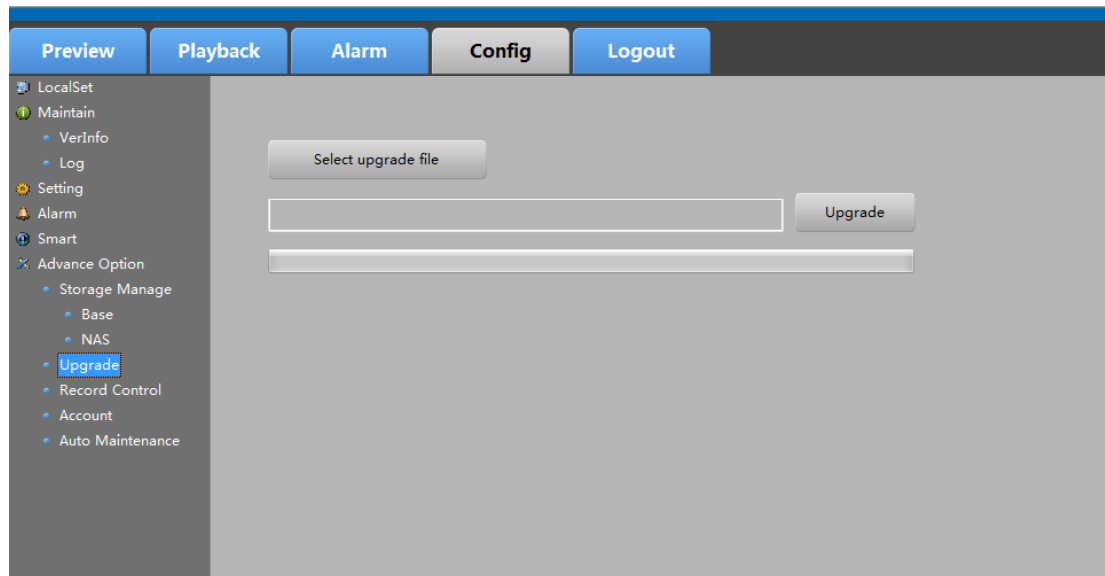 Preview Playback Alarm Config Logout
LocalSet
Maintain
VerInfo
Log
Setting
Alarm
Smart
Advance Option
Storage Manage
Base
NAS
Upgrade
Record Control
Account
Auto Maintenance
Select upgrade file
Upgrade